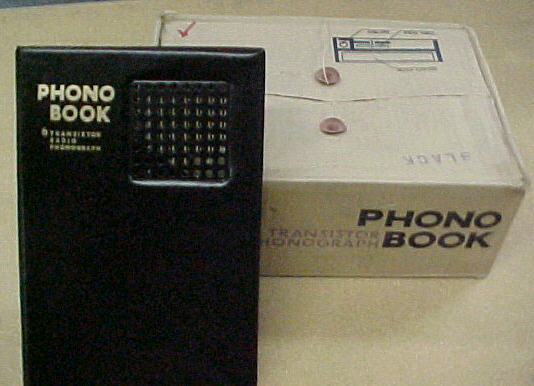 PHONO
BOOK
6 TRANSISTOR
RADIO
PHONOGRAPH
BLACK
TRANSISTOR
PHONOGRAPH
PHONO
BOOK